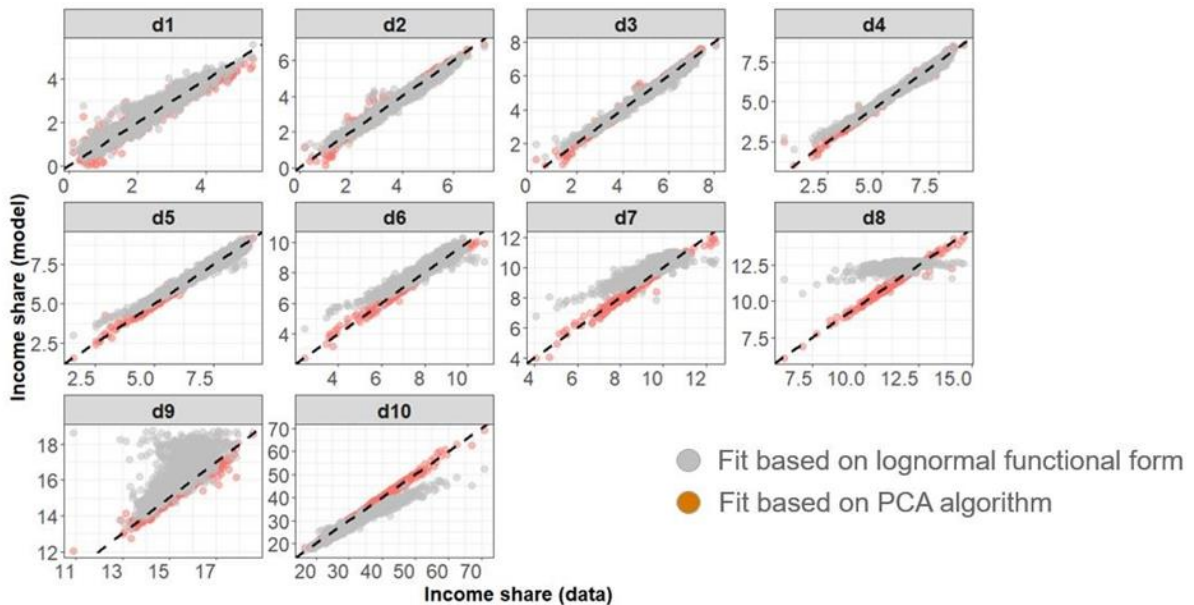 d1 d2 d3 d4
4
2
0
0 2 4
6
4
2
0
0 2 4 6
8
6
4
2
0 2 4 6 8
7.5
5.0
2.5
2.5 5.0 7.5
d5 d6 d7 d8
7.5
5.0
2.5
2.5 5.0 7.5
10
8
6
4
4 6 8 10
12
10
8
6
4
4 6 8 10 12
12.5
10.0
7.5
7.5 10.0 12.5 15.0
d9 d10
18
16
14
12
11 13 15 17
70
60
50
40
30
20
20 30 40 50 60 70
Income share (model)
Income share (data)
Fit based on lognormal functional form
Fit based on PCA algorithm